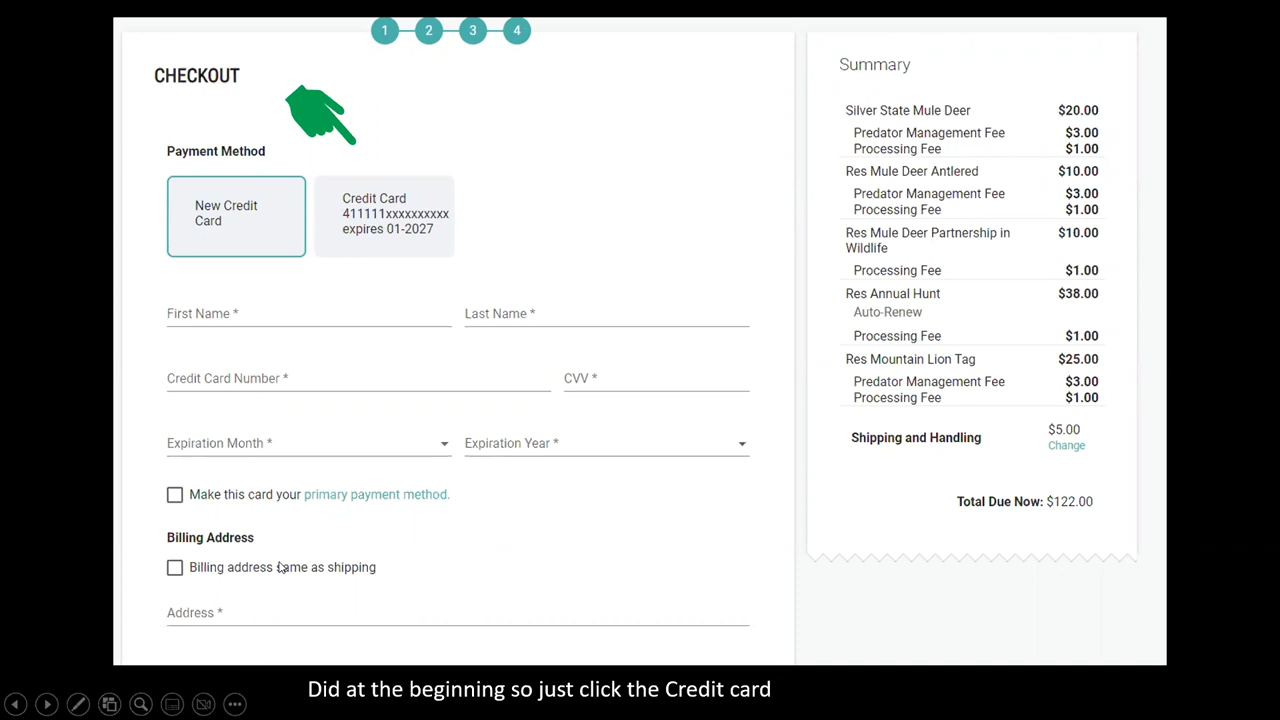 1 2 3 4
CHECKOUT
Payment Method
New Credit
Card
Credit Card
411111xxxxxxxxxx
expires 01-2027
First Name *
Last Name *
Credit Card Number *
CVV *
Expiration Month *
Expiration Year *
Make this card your primary payment method.
Billing Address
Billing address same as shipping
Address *
Summary
Silver State Mule Deer $20.00
Predator Management Fee $3.00
Processing Fee $1.00
Res Mule Deer Antlered $10.00
Predator Management Fee $3.00
Processing Fee $1.00
Res Mule Deer Partnership in $10.00
Wildlife
Processing Fee $1.00
Res Annual Hunt $38.00
Auto-Renew
Processing Fee $1.00
Res Mountain Lion Tag $25.00
Predator Management Fee $3.00
Processing Fee $1.00
Shipping and Handling $5.00
Change
Total Due Now: $122.00
Did at the beginning so just click the Credit card